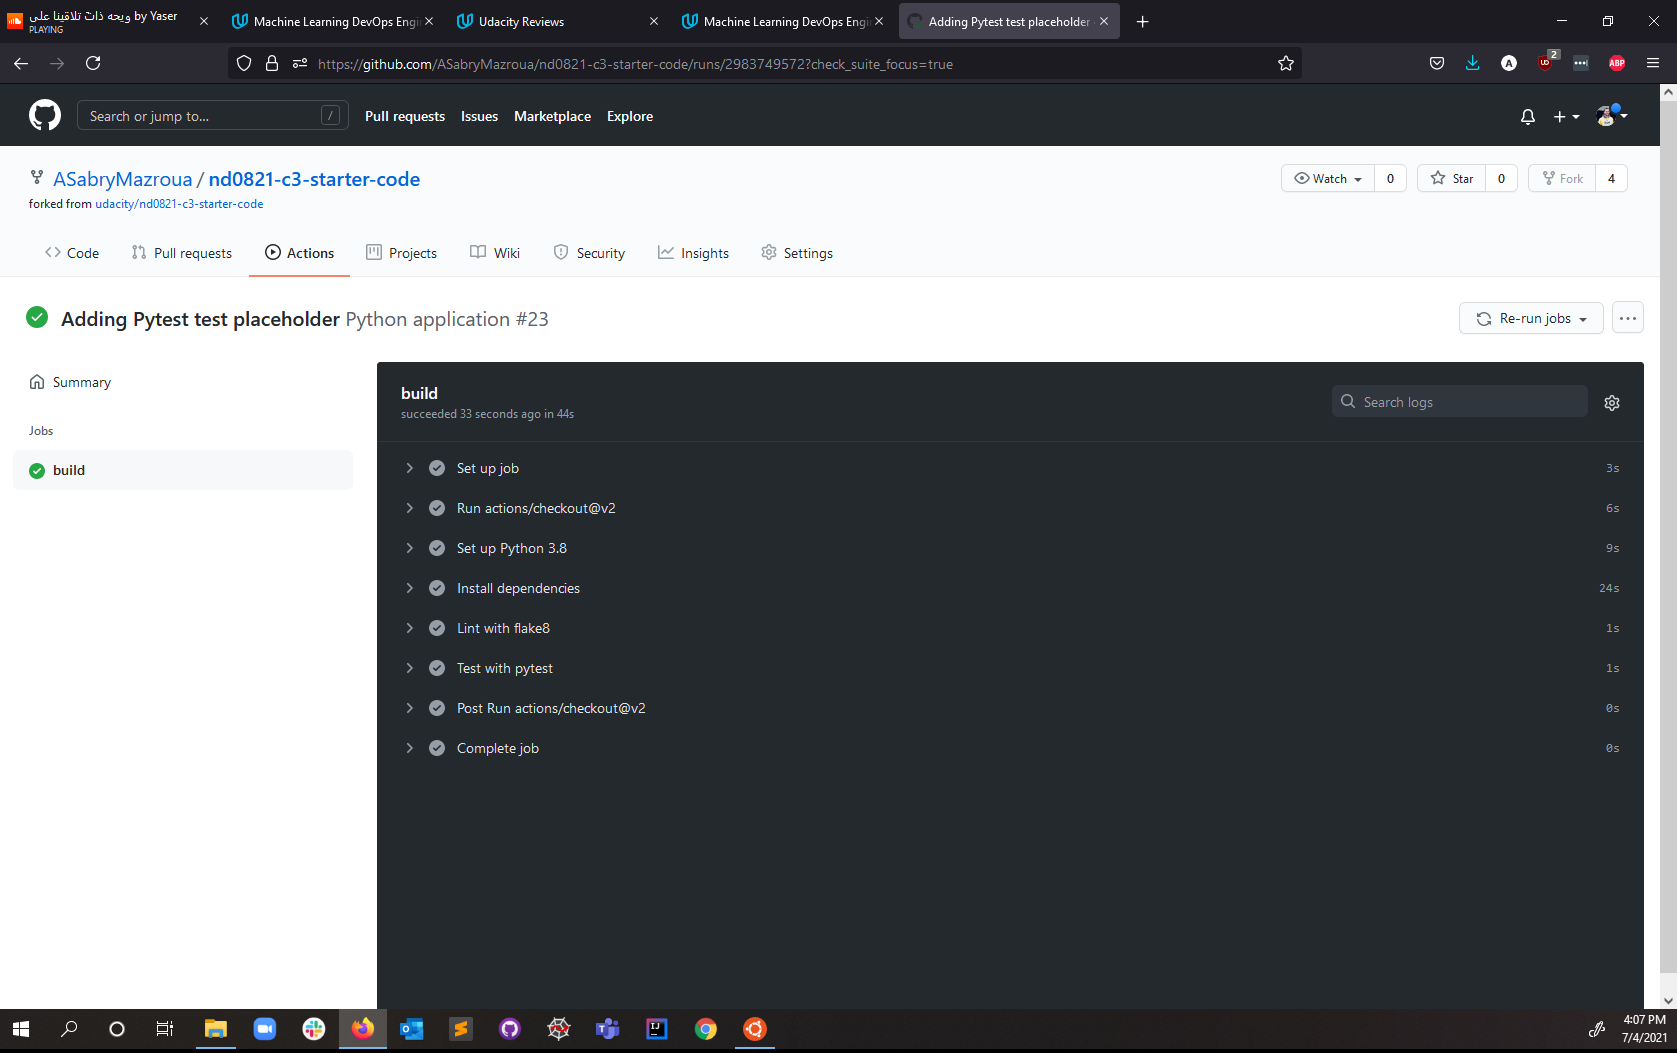 ويحه ذات تلاقينا على by Yaser
PLAYING
Machine Learning DevOps Engi
Udacity Reviews
Machine Learning DevOps Engi
Adding Pytest test placeholder
https://github.com/ASabryMazroua/nd0821-c3-starter-code/runs/2983749572?check_suite_focus=true
A
UD
2
ABP
Search or jump to...
/
Pull requests
Issues
Marketplace
Explore
ASabryMazroua / nd0821-c3-starter-code
Watch
0
Star
0
Fork
4
forked from udacity/nd0821-c3-starter-code
Code
Pull requests
Actions
Projects
Wiki
Security
Insights
Settings
Adding Pytest test placeholder Python application #23
Re-run jobs
Summary
Jobs
build
build
succeeded 33 seconds ago in 44s
Search logs
Set up job 3s
Run actions/checkout@v2 6s
Set up Python 3.8 9s
Install dependencies 24s
Lint with flake8 1s
Test with pytest 1s
Post Run actions/checkout@v2 0s
Complete job 0s
4:07 PM
7/4/2021